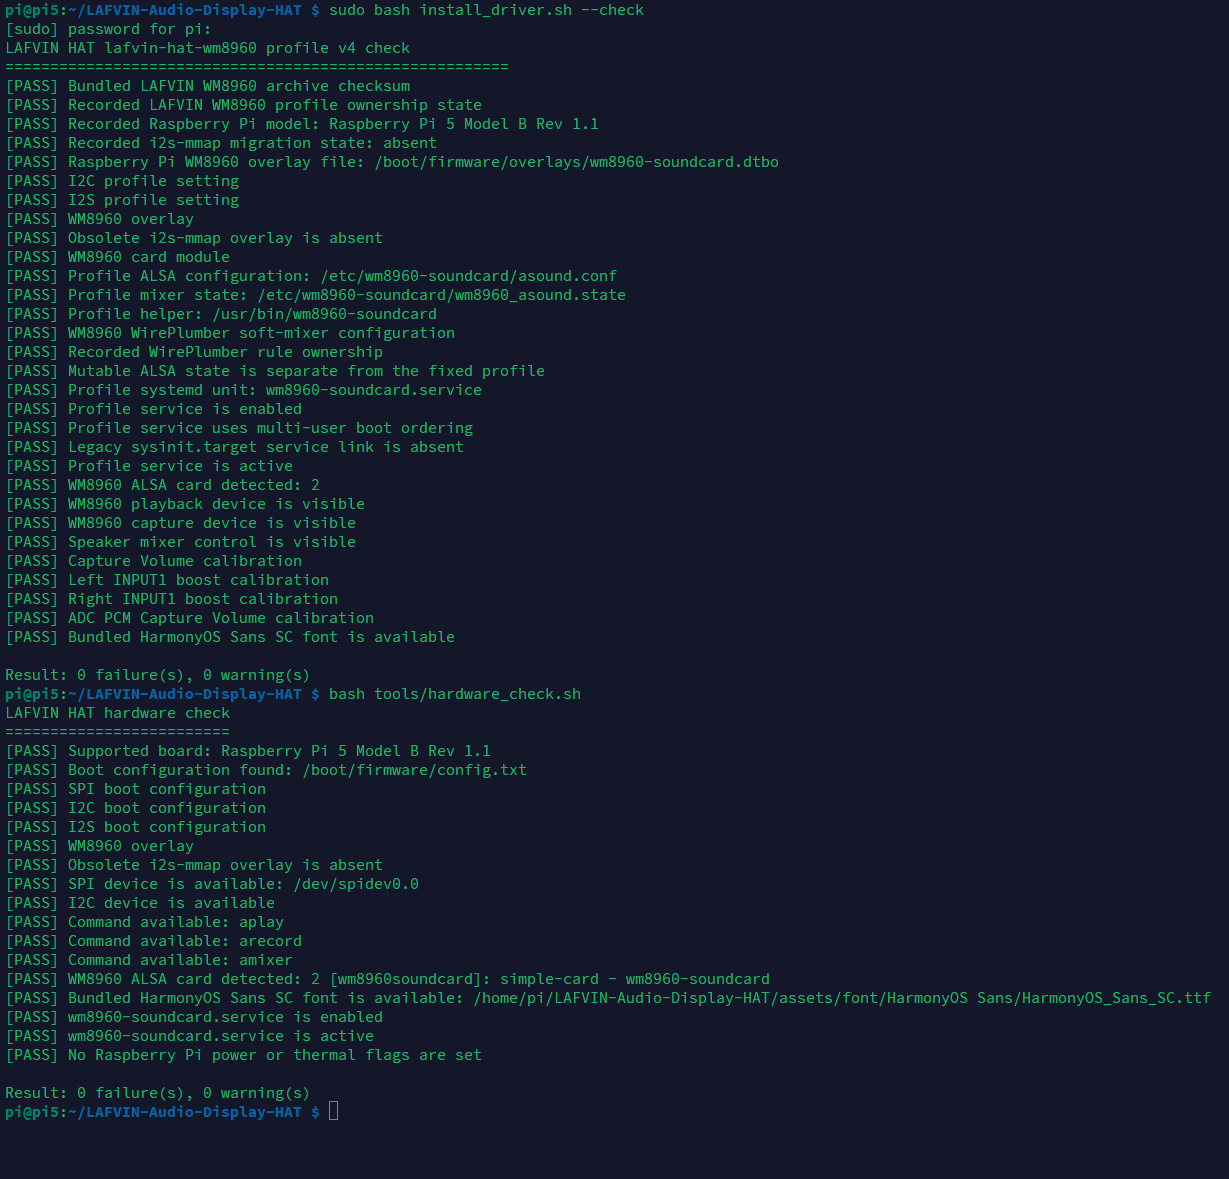 pi@pi5:~/LAFVIN-Audio-Display-HAT $ sudo bash install_driver.sh --check
[sudo] password for pi:
LAFVIN HAT lafvin-hat-wm8960 profile v4 check
========================================================
[PASS] Bundled LAFVIN WM8960 archive checksum
[PASS] Recorded LAFVIN WM8960 profile ownership state
[PASS] Recorded Raspberry Pi model: Raspberry Pi 5 Model B Rev 1.1
[PASS] Recorded i2s-mmap migration state: absent
[PASS] Raspberry Pi WM8960 overlay file: /boot/firmware/overlays/wm8960-soundcard.dtbo
[PASS] I2C profile setting
[PASS] I2S profile setting
[PASS] WM8960 overlay
[PASS] Obsolete i2s-mmap overlay is absent
[PASS] WM8960 card module
[PASS] Profile ALSA configuration: /etc/wm8960-soundcard/asound.conf
[PASS] Profile mixer state: /etc/wm8960-soundcard/wm8960_asound.state
[PASS] Profile helper: /usr/bin/wm8960-soundcard
[PASS] WM8960 WirePlumber soft-mixer configuration
[PASS] Recorded WirePlumber rule ownership
[PASS] Mutable ALSA state is separate from the fixed profile
[PASS] Profile systemd unit: wm8960-soundcard.service
[PASS] Profile service is enabled
[PASS] Profile service uses multi-user boot ordering
[PASS] Legacy sysinit.target service link is absent
[PASS] Profile service is active
[PASS] WM8960 ALSA card detected: 2
[PASS] WM8960 playback device is visible
[PASS] WM8960 capture device is visible
[PASS] Speaker mixer control is visible
[PASS] Capture Volume calibration
[PASS] Left INPUT1 boost calibration
[PASS] Right INPUT1 boost calibration
[PASS] ADC PCM Capture Volume calibration
[PASS] Bundled HarmonyOS Sans SC font is available
Result: 0 failure(s), 0 warning(s)
pi@pi5:~/LAFVIN-Audio-Display-HAT $ bash tools/hardware_check.sh
LAFVIN HAT hardware check
=========================
[PASS] Supported board: Raspberry Pi 5 Model B Rev 1.1
[PASS] Boot configuration found: /boot/firmware/config.txt
[PASS] SPI boot configuration
[PASS] I2C boot configuration
[PASS] I2S boot configuration
[PASS] WM8960 overlay
[PASS] Obsolete i2s-mmap overlay is absent
[PASS] SPI device is available: /dev/spidev0.0
[PASS] I2C device is available
[PASS] Command available: aplay
[PASS] Command available: arecord
[PASS] Command available: amixer
[PASS] WM8960 ALSA card detected: 2 [wm8960soundcard]: simple-card - wm8960-soundcard
[PASS] Bundled HarmonyOS Sans SC font is available: /home/pi/LAFVIN-Audio-Display-HAT/assets/font/HarmonyOS Sans/HarmonyOS_Sans_SC.ttf
[PASS] wm8960-soundcard.service is enabled
[PASS] wm8960-soundcard.service is active
[PASS] No Raspberry Pi power or thermal flags are set
Result: 0 failure(s), 0 warning(s)
pi@pi5:~/LAFVIN-Audio-Display-HAT $